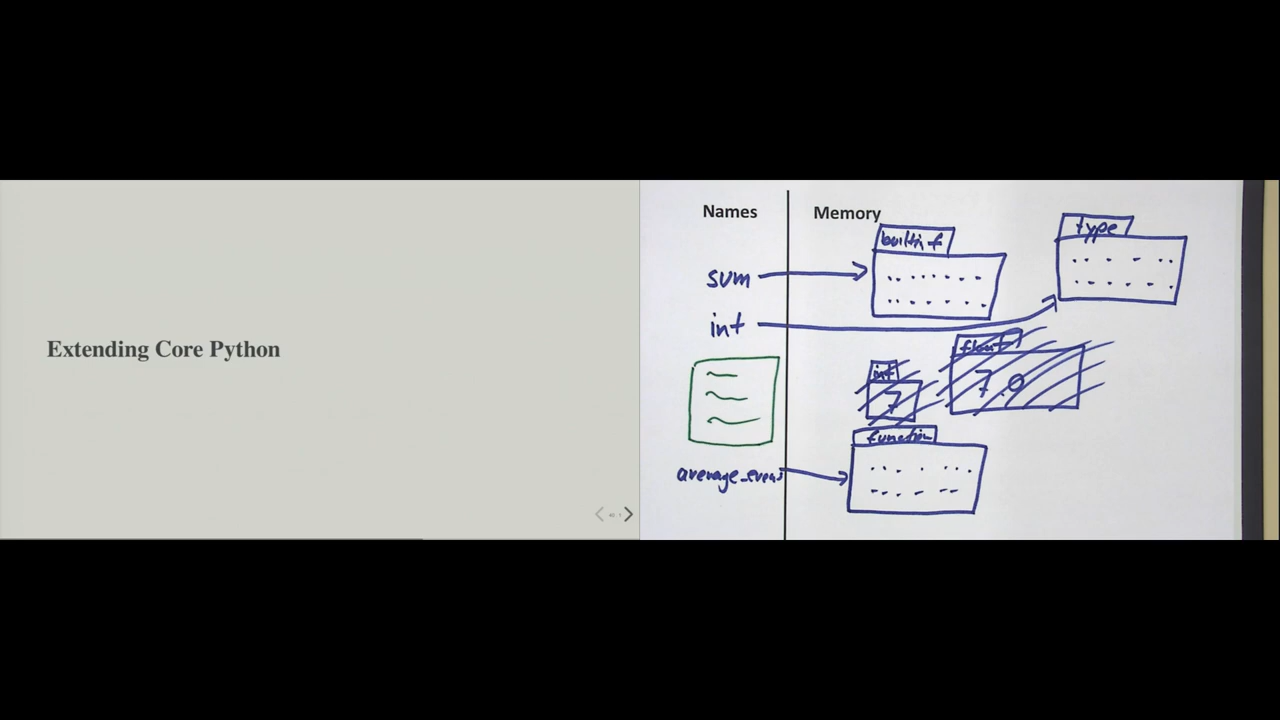 Extending Core Python
Names
Memory
builtin f
type
sum
int
float
7.0
int
7
function
average_evens